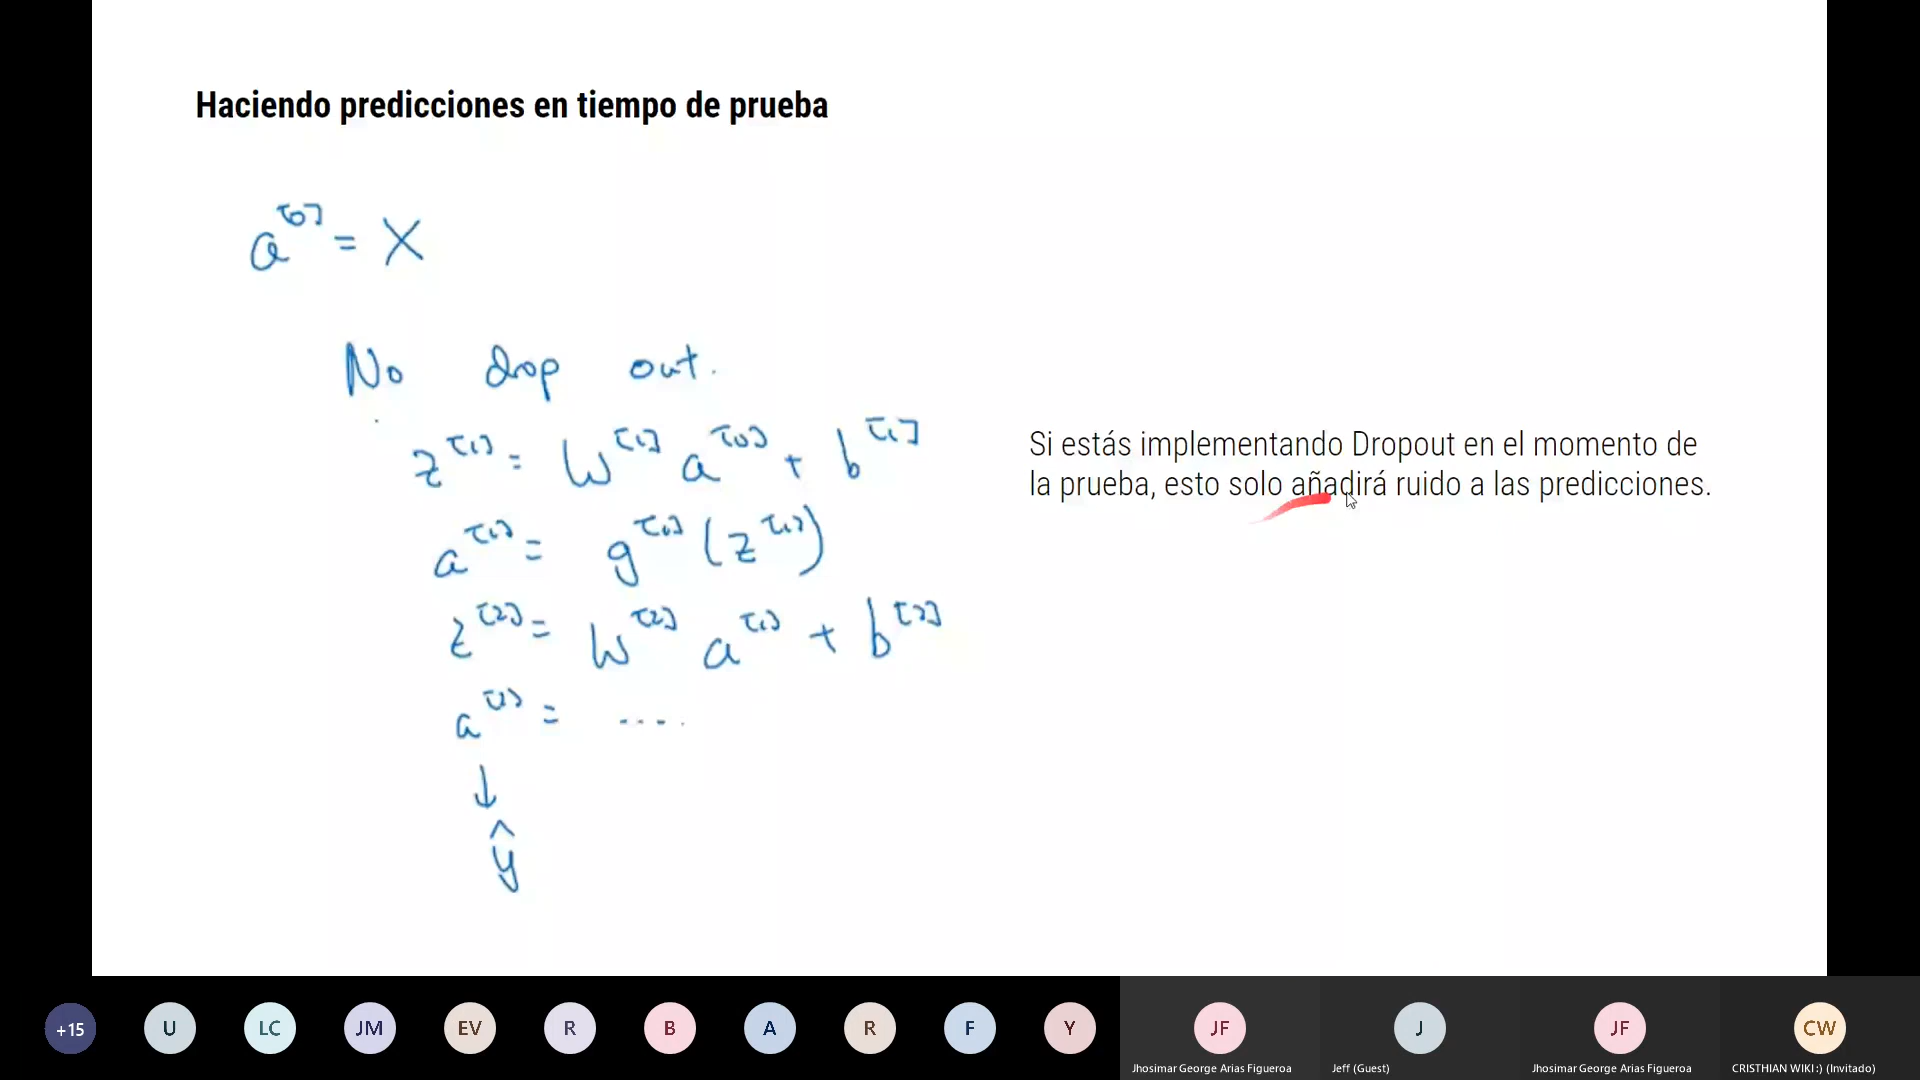 Haciendo predicciones en tiempo de prueba
a^[0] = X
No drop out.
z^[1] = W^[1] a^[0] + b^[1]
a^[1] = g^[1] (z^[1])
z^[2] = W^[2] a^[1] + b^[2]
a^[2] = ....
↓
ŷ
Si estás implementando Dropout en el momento de
la prueba, esto solo añadirá ruido a las predicciones.
+15
U
LC
JM
EV
R
B
A
R
F
Y
JF
J
JF
CW
Jhosimar George Arias Figueroa
Jeff (Guest)
Jhosimar George Arias Figueroa
CRISTHIAN WIKI :) (Invitado)